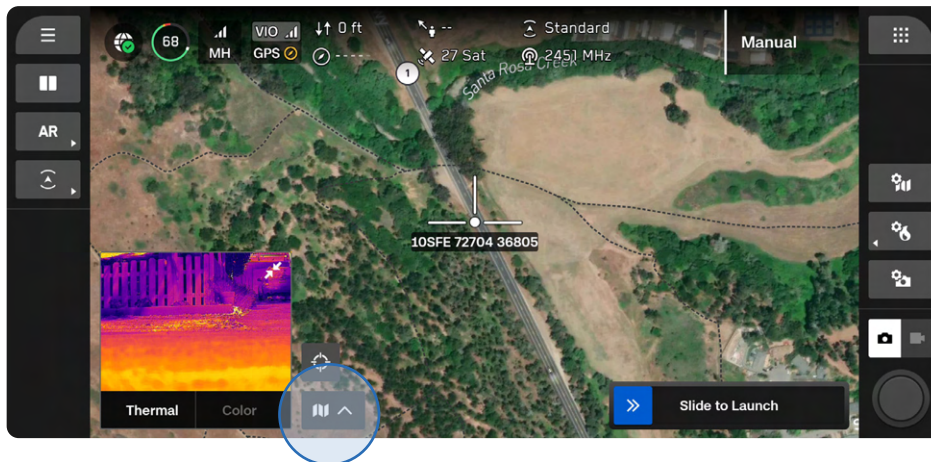 68
MH
VIO
GPS
0 ft
-----
--
27 Sat
Standard
2451 MHz
Manual
AR
1
Santa Rosa Creek
10SFE 72704 36805
Thermal
Color
Slide to Launch